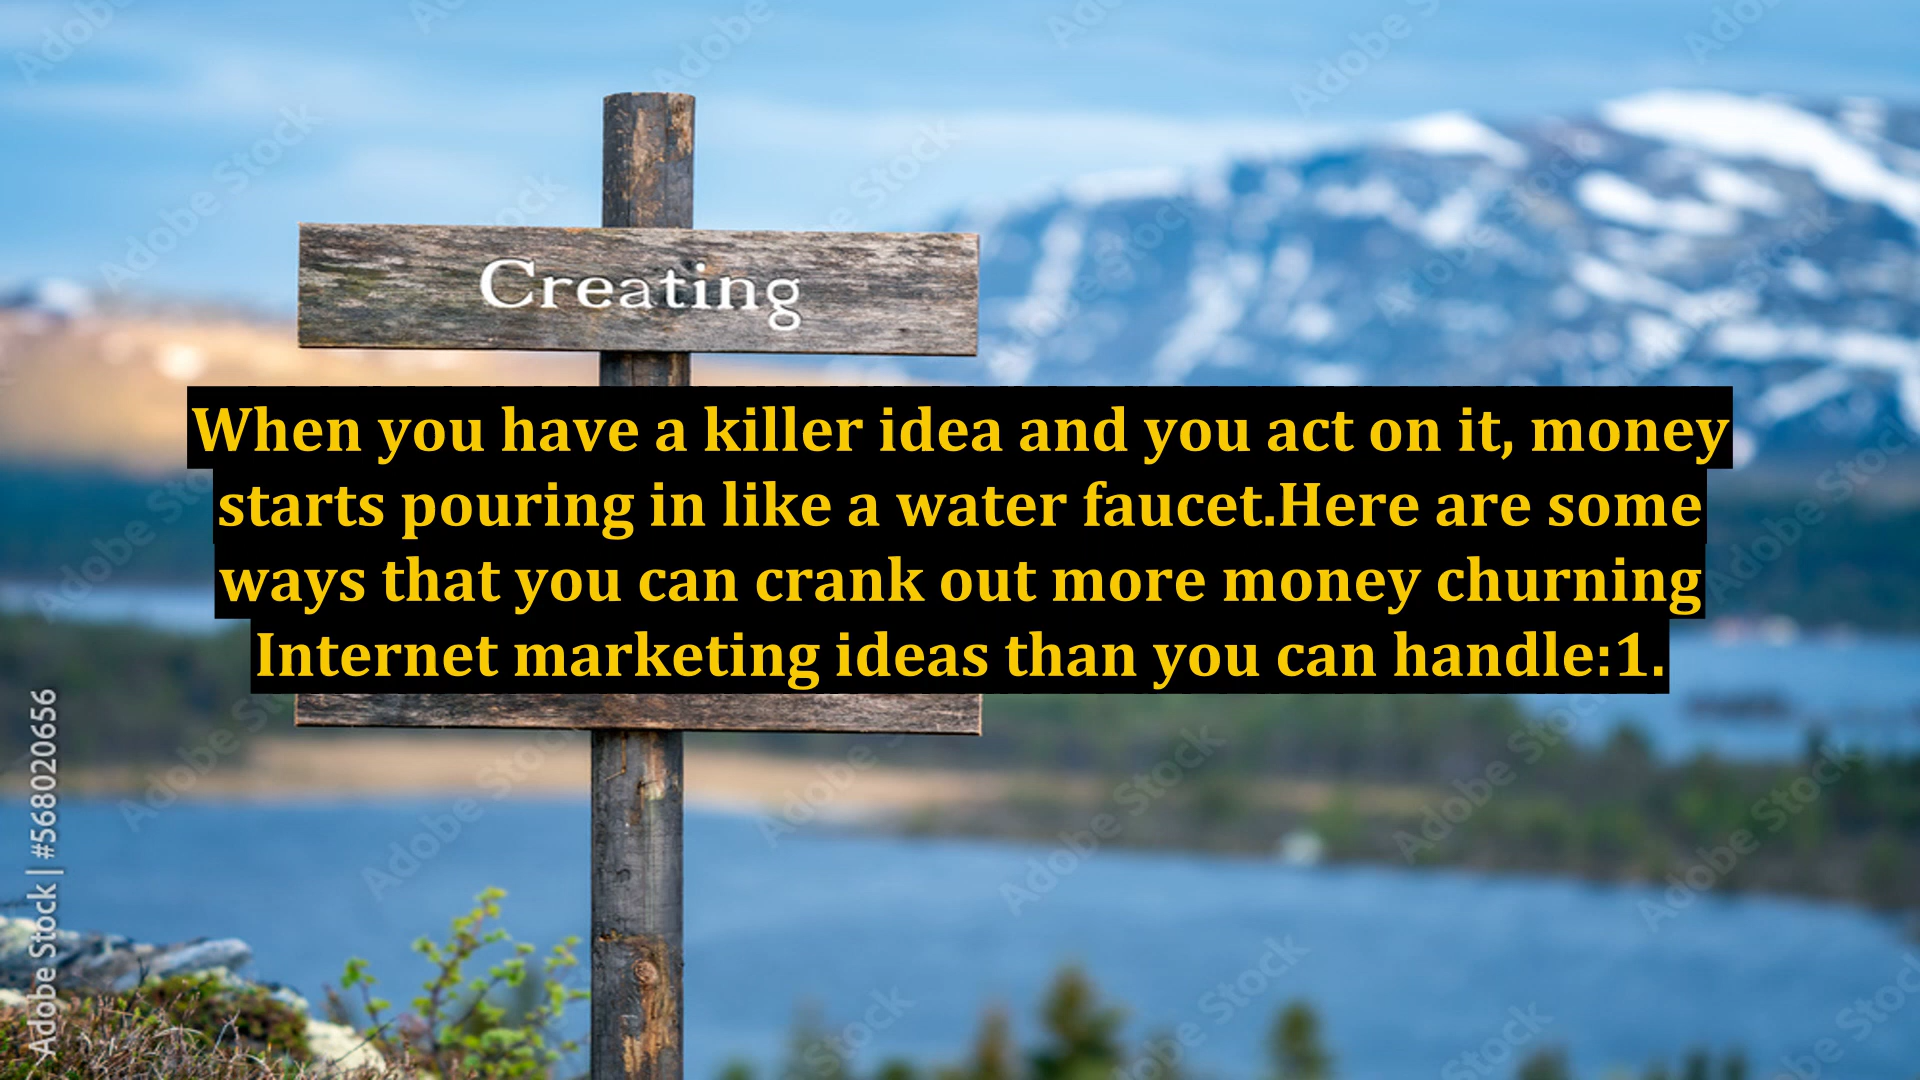 Creating
When you have a killer idea and you act on it, money
starts pouring in like a water faucet.Here are some
ways that you can crank out more money churning
Internet marketing ideas than you can handle:1.
Adobe Stock | #568020656
Adobe Stock